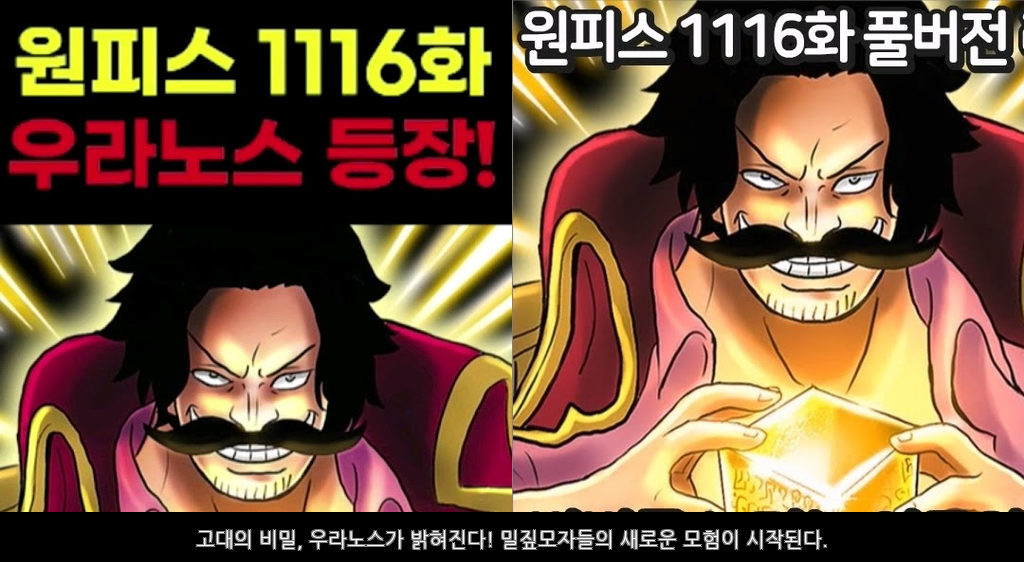 원피스 1116화
우라노스 등장!
원피스 1116화 풀버전
고대의 비밀, 우라노스가 밝혀진다! 밀짚모자들의 새로운 모험이 시작된다.